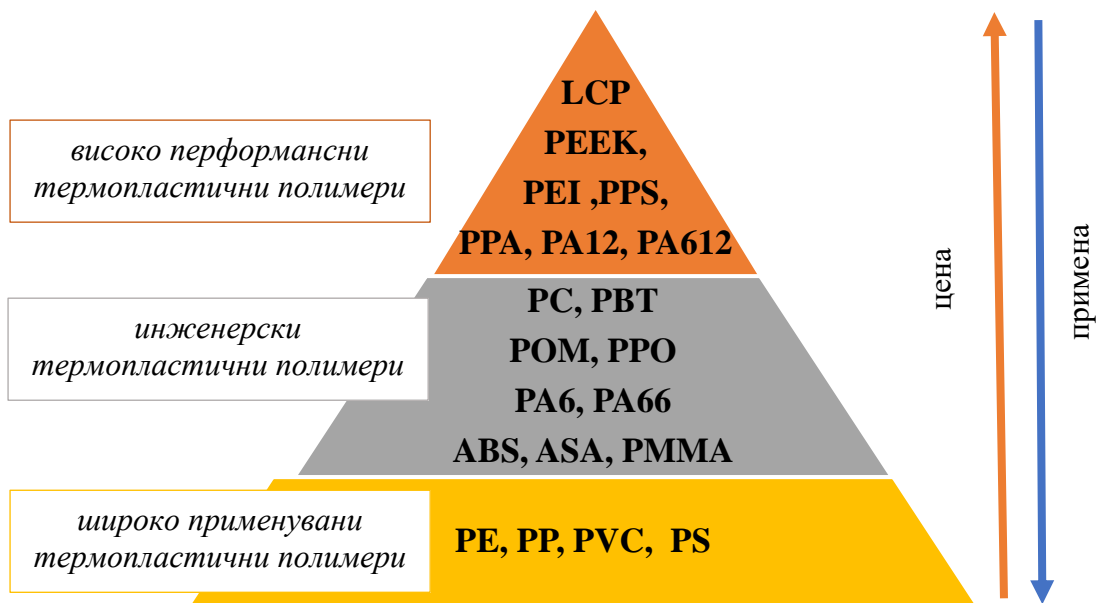 LCP
PEEK,
PEI ,PPS,
PPA, PA12, PA612
високо перформансни
термопластични полимери
PC, PBT
POM, PPO
PA6, PA66
ABS, ASA, PMMA
инженерски
термопластични полимери
PE, PP, PVC, PS
широко применувани
термопластични полимери
цена
примена